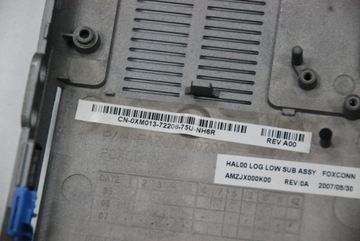 CN-0XM013-72206-75U-NH6R
REV A00
HAL00 LOG LOW SUB ASSY FOXCONN
AMZJX000K00 REV:0A 2007/05/30